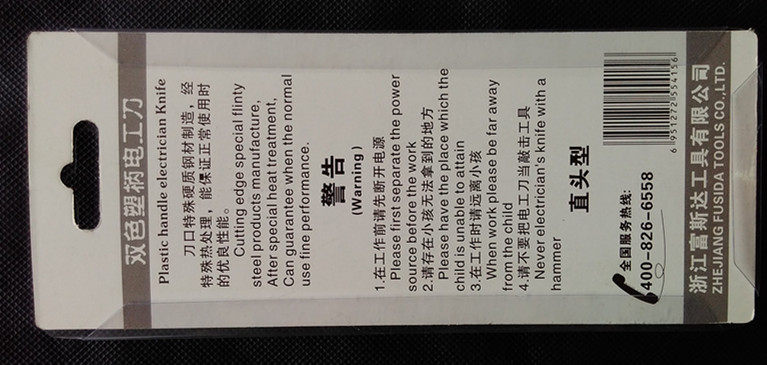 双色塑柄电工刀
Plastic handle electrician Knife
刀口特殊硬质钢材制造，经
特殊热处理，能保证正常使用时
的优良性能。
Cutting edge special flinty
steel products manufacture,
After special heat treatment,
Can guarantee when the normal
use fine performance.
警告
(Warning)
1.在工作前请先断开电源
Please first separate the power
source before the work
2.请存在小孩无法拿到的地方
Please have the place which the
child is unable to attain
3.在工作时请远离小孩
When work please be far away
from the child
4.请不要把电工刀当敲击工具
Never electrician's knife with a
hammer
直头型
全国服务热线:
400-826-6558
6 951272 554156
浙江富斯达工具有限公司
ZHEJIANG FUSIDA TOOLS CO.,LTD.